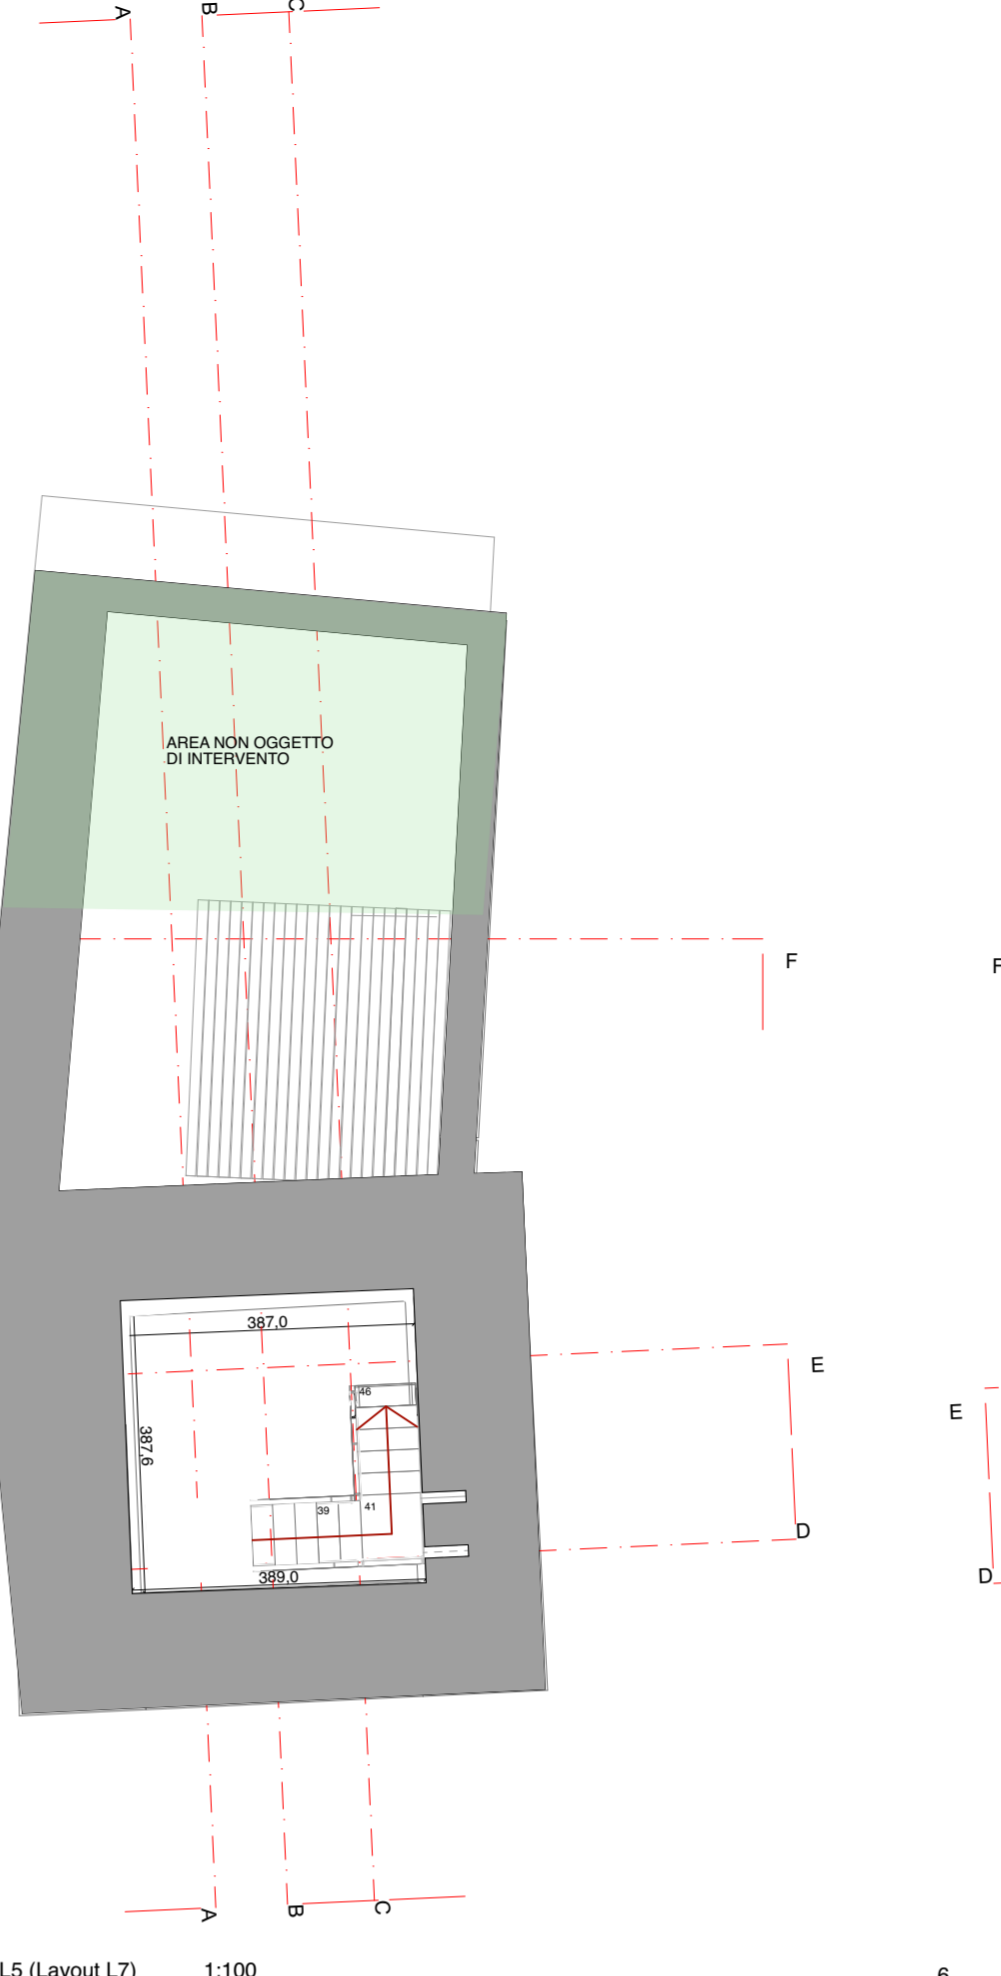 A
B
C
AREA NON OGGETTO
DI INTERVENTO
F
F
387,0
E
46
387,6
E
39
41
D
389,0
D
A
B
C
L5 (Layout L7)
1:100
6